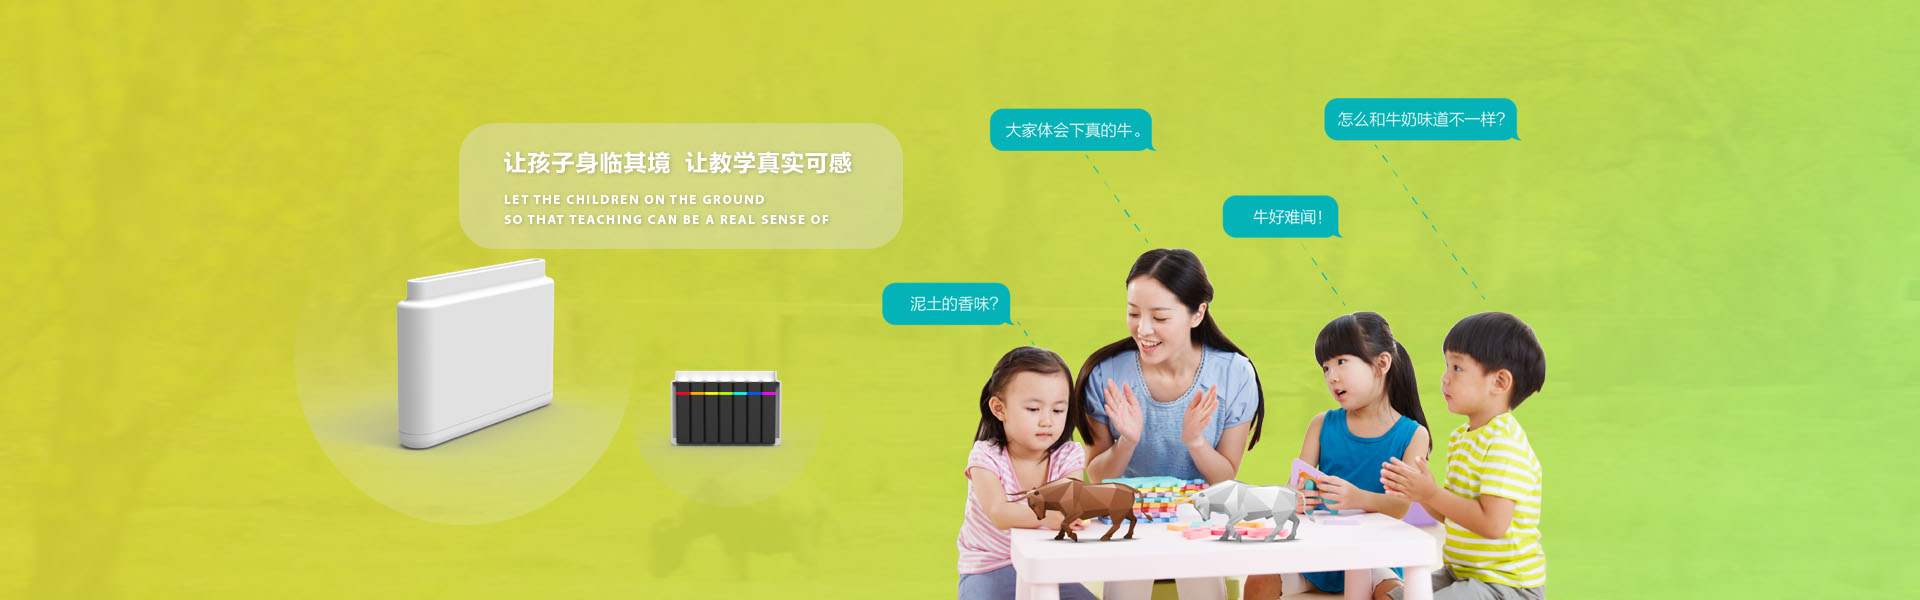 让孩子身临其境 让教学真实可感
LET THE CHILDREN ON THE GROUND
SO THAT TEACHING CAN BE A REAL SENSE OF
大家体会下真的牛。
怎么和牛奶味道不一样?
牛好难闻!
泥土的香味?